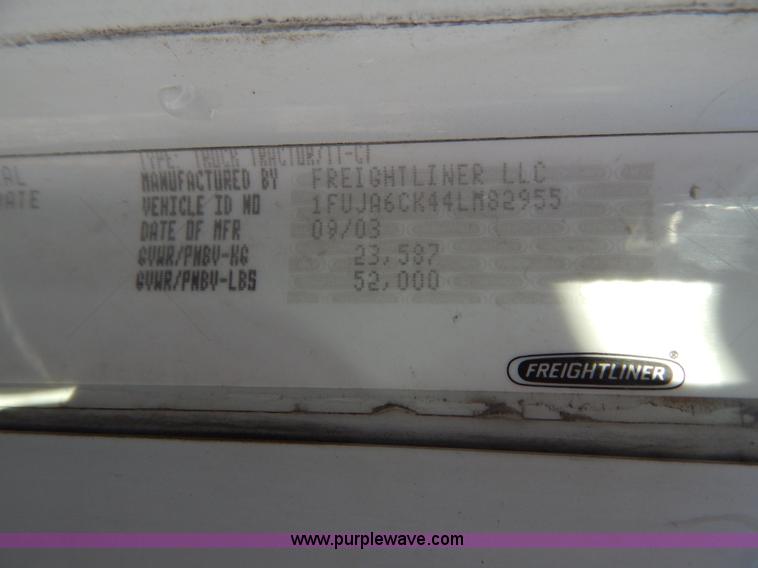 TYPE: TRUCK TRACTOR/TT-CT
MANUFACTURED BY FREIGHTLINER LLC
VEHICLE ID NO 1FUJA6CK44LM82955
DATE OF MFR 09/03
GVWR/PNBV-KG 23,587
GVWR/PNBV-LBS 52,000
FREIGHTLINER®
www.purplewave.com